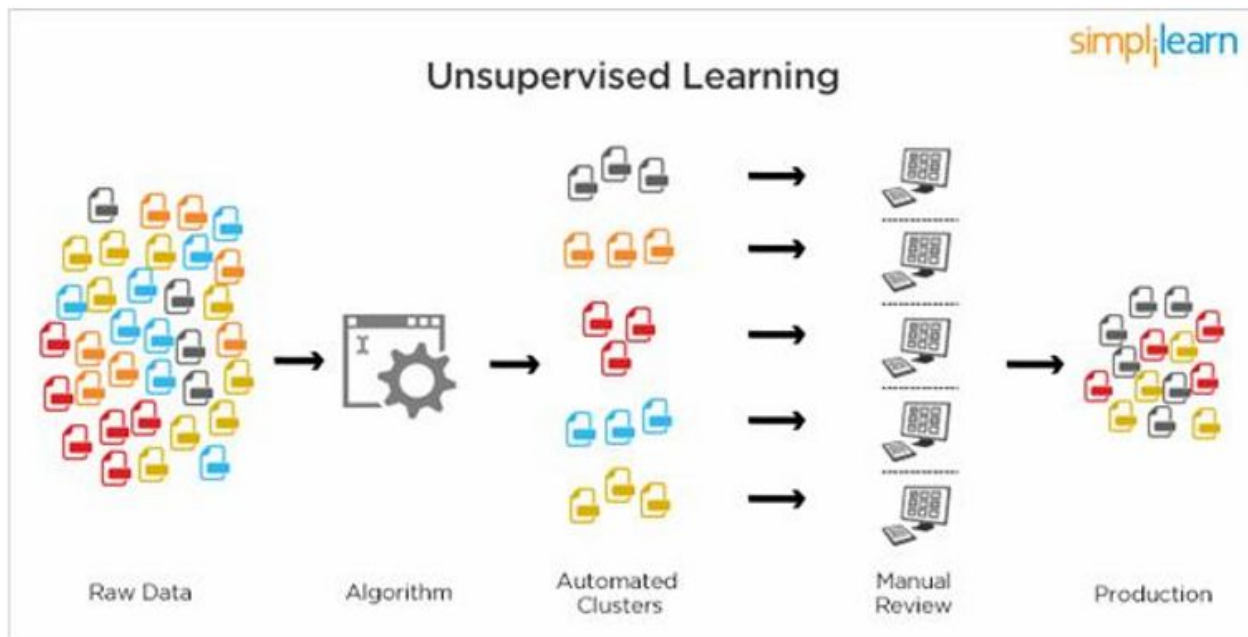 simplilearn
Unsupervised Learning
Raw Data
Algorithm
Automated
Clusters
Manual
Review
Production